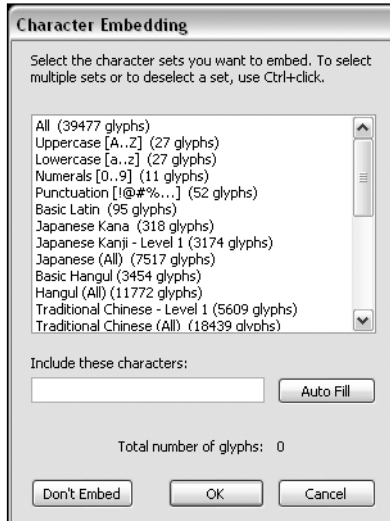 Character Embedding
Select the character sets you want to embed. To select
multiple sets or to deselect a set, use Ctrl+click.
All (39477 glyphs)
Uppercase [A..Z] (27 glyphs)
Lowercase [a..z] (27 glyphs)
Numerals [0..9] (11 glyphs)
Punctuation [!@#%...] (52 glyphs)
Basic Latin (95 glyphs)
Japanese Kana (318 glyphs)
Japanese Kanji - Level 1 (3174 glyphs)
Japanese (All) (7517 glyphs)
Basic Hangul (3454 glyphs)
Hangul (All) (11772 glyphs)
Traditional Chinese - Level 1 (5609 glyphs)
Traditional Chinese (All) (18439 glyphs)
Include these characters:
Auto Fill
Total number of glyphs: 0
Don't Embed OK Cancel